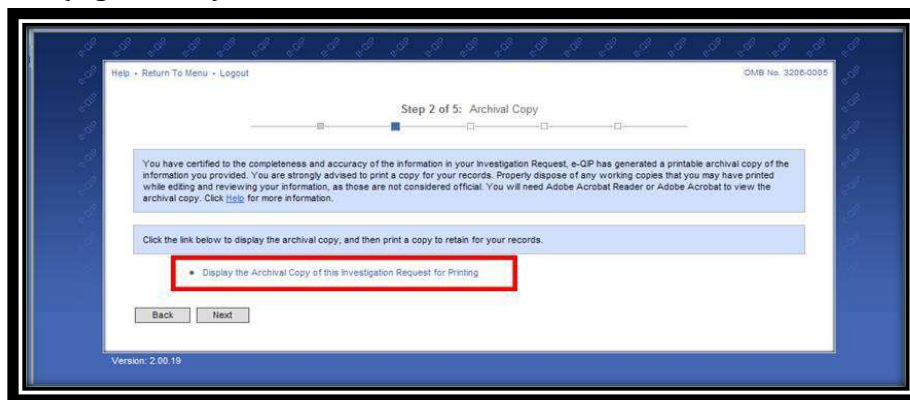 Help • Return To Menu • Logout
OMB No. 3206-0005
Step 2 of 5: Archival Copy
You have certified to the completeness and accuracy of the information in your Investigation Request, e-QIP has generated a printable archival copy of the
information you provided. You are strongly advised to print a copy for your records. Properly dispose of any working copies that you may have printed
while editing and reviewing your information, as those are not considered official. You will need Adobe Acrobat Reader or Adobe Acrobat to view the
archival copy. Click Help for more information.
Click the link below to display the archival copy, and then print a copy to retain for your records.
• Display the Archival Copy of this Investigation Request for Printing
Back Next
Version: 2.00.19